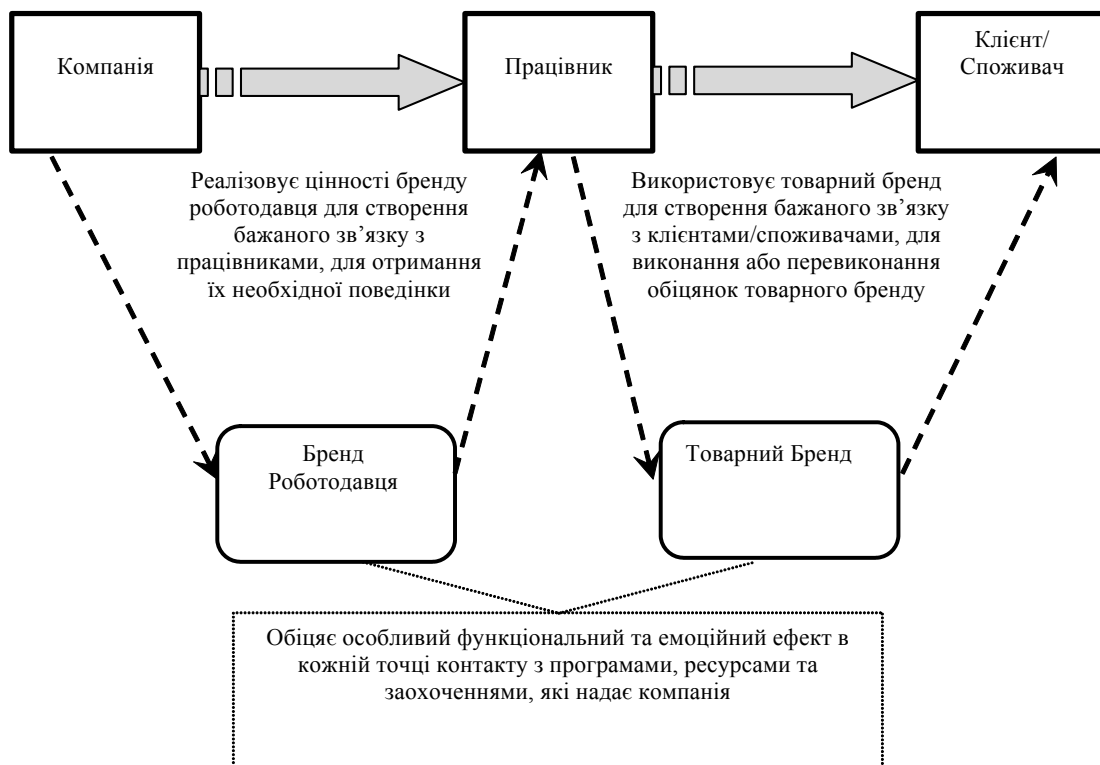 Компанія
Працівник
Клієнт/
Споживач
Реалізовує цінності бренду
роботодавця для створення
бажаного зв’язку з
працівниками, для отримання
їх необхідної поведінки
Використовує товарний бренд
для створення бажаного зв’язку
з клієнтами/споживачами, для
виконання або перевиконання
обіцянок товарного бренду
Бренд
Роботодавця
Товарний Бренд
Обіцяє особливий функціональний та емоційний ефект в
кожній точці контакту з програмами, ресурсами та
заохоченнями, які надає компанія